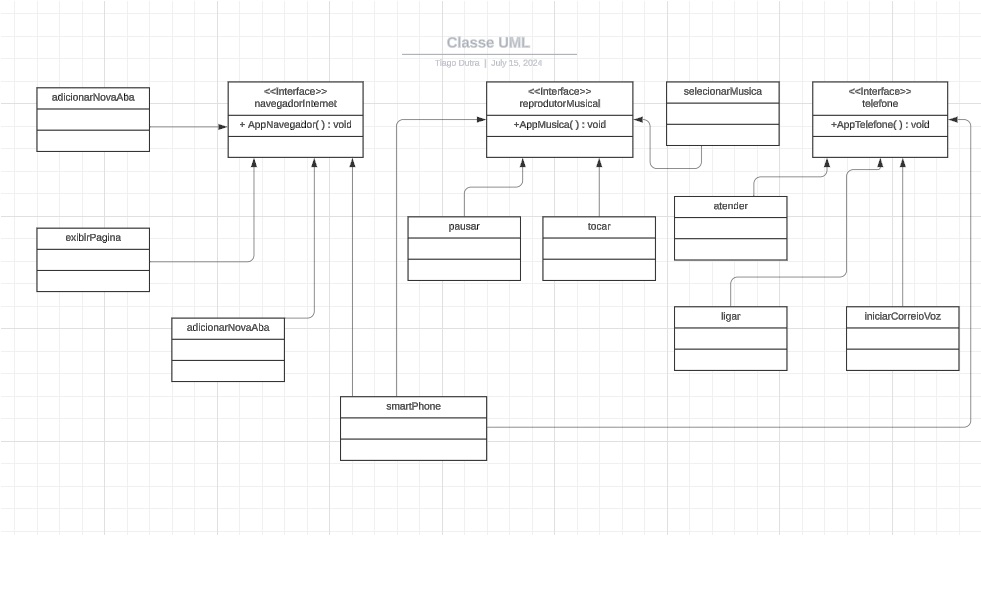 Classe UML
Tiago Dutra | July 15, 2024
adicionarNovaAba
<<Interface>>
navegadorInternet
+ AppNavegador( ) : void
<<Interface>>
reprodutorMusical
+AppMusica( ) : void
selecionarMusica
<<Interface>>
telefone
+AppTelefone( ) : void
atender
pausar
tocar
exibirPagina
adicionarNovaAba
ligar
iniciarCorreioVoz
smartPhone